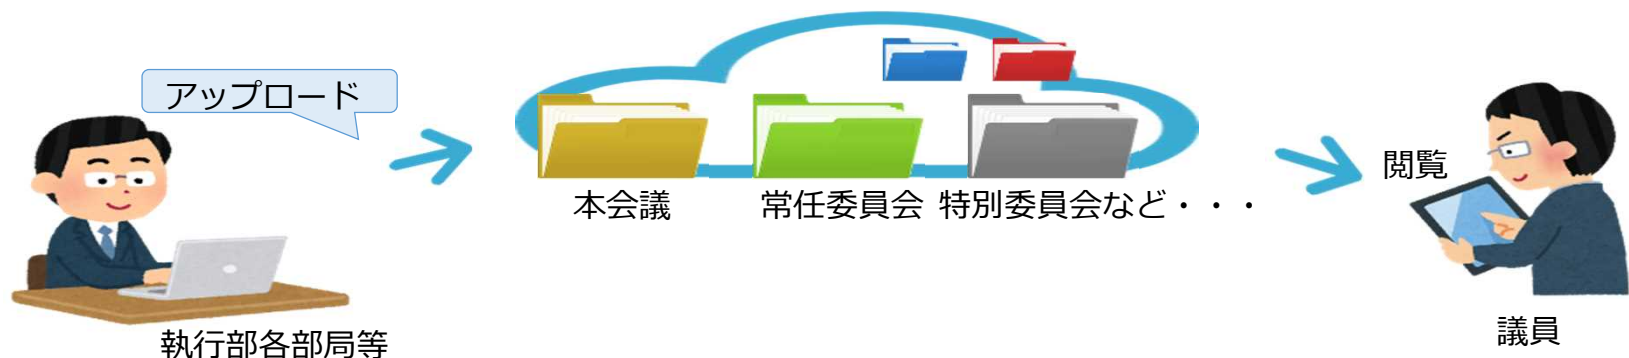 アップロード
執行部各部局等
本会議
常任委員会
特別委員会など・・・
閲覧
議員